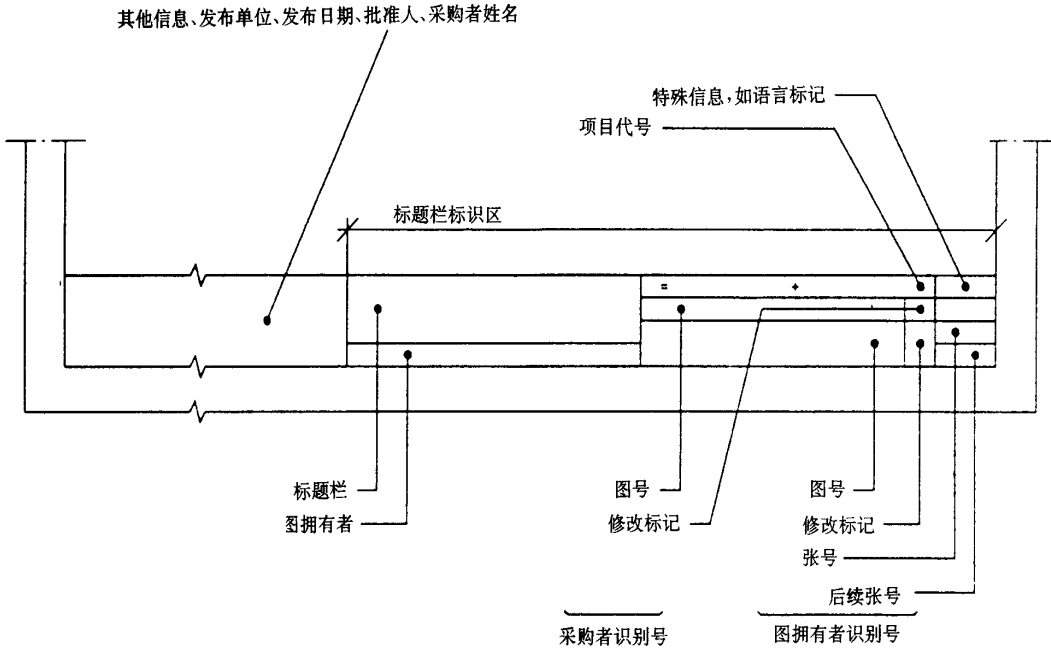 其他信息、发布单位、发布日期、批准人、采购者姓名
特殊信息,如语言标记
项目代号
标题栏标识区
= +
标题栏
图号
图号
图拥有者
修改标记
修改标记
张号
后续张号
采购者识别号
图拥有者识别号